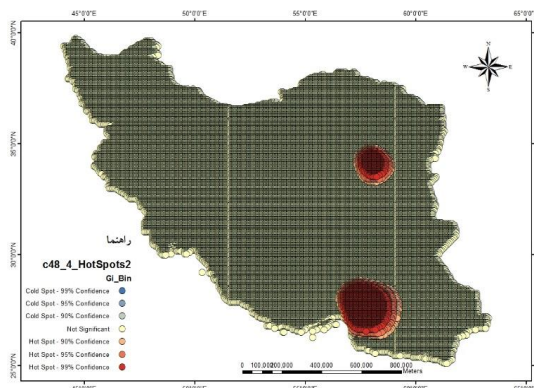 45°0'0"E 50°0'0"E 55°0'0"E 60°0'0"E 65°0'0"E
40°0'0"N
35°0'0"N
30°0'0"N
25°0'0"N
N
W E
S
راهنما
c48_4_HotSpots2
Gi_Bin
Cold Spot - 99% Confidence
Cold Spot - 95% Confidence
Cold Spot - 90% Confidence
Not Significant
Hot Spot - 90% Confidence
Hot Spot - 95% Confidence
Hot Spot - 99% Confidence
0 100,000 200,000 400,000 600,000 800,000
Meters